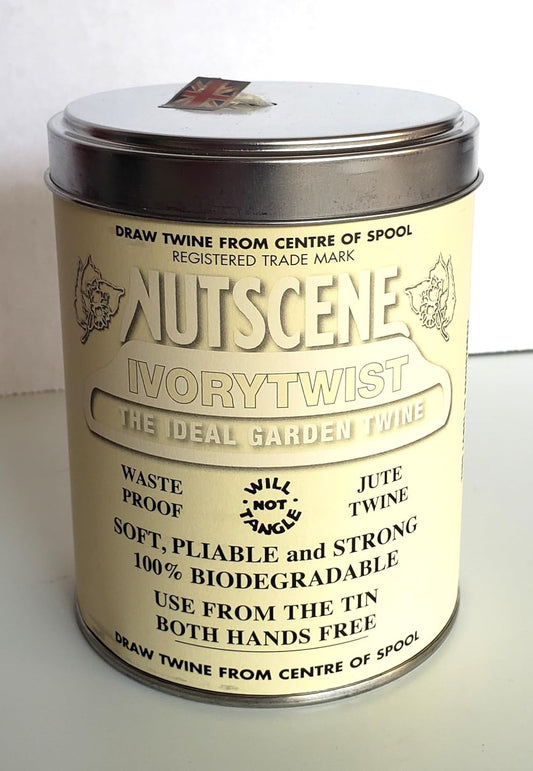 DRAW TWINE FROM CENTRE OF SPOOL
REGISTERED TRADE MARK
NUTSCENE
IVORYTWIST
THE IDEAL GARDEN TWINE
WASTE PROOF
WILL NOT TANGLE
JUTE TWINE
SOFT, PLIABLE and STRONG
100% BIODEGRADABLE
USE FROM THE TIN
BOTH HANDS FREE
DRAW TWINE FROM CENTRE OF SPOOL